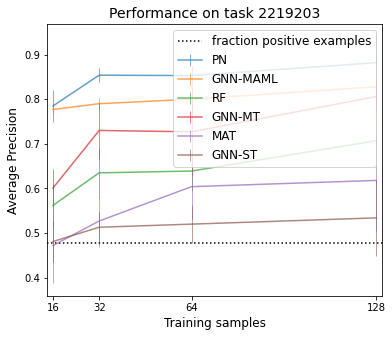 Performance on task 2219203
fraction positive examples
PN
GNN-MAML
RF
GNN-MT
MAT
GNN-ST
Average Precision
0.9
0.8
0.7
0.6
0.5
0.4
16
32
64
128
Training samples